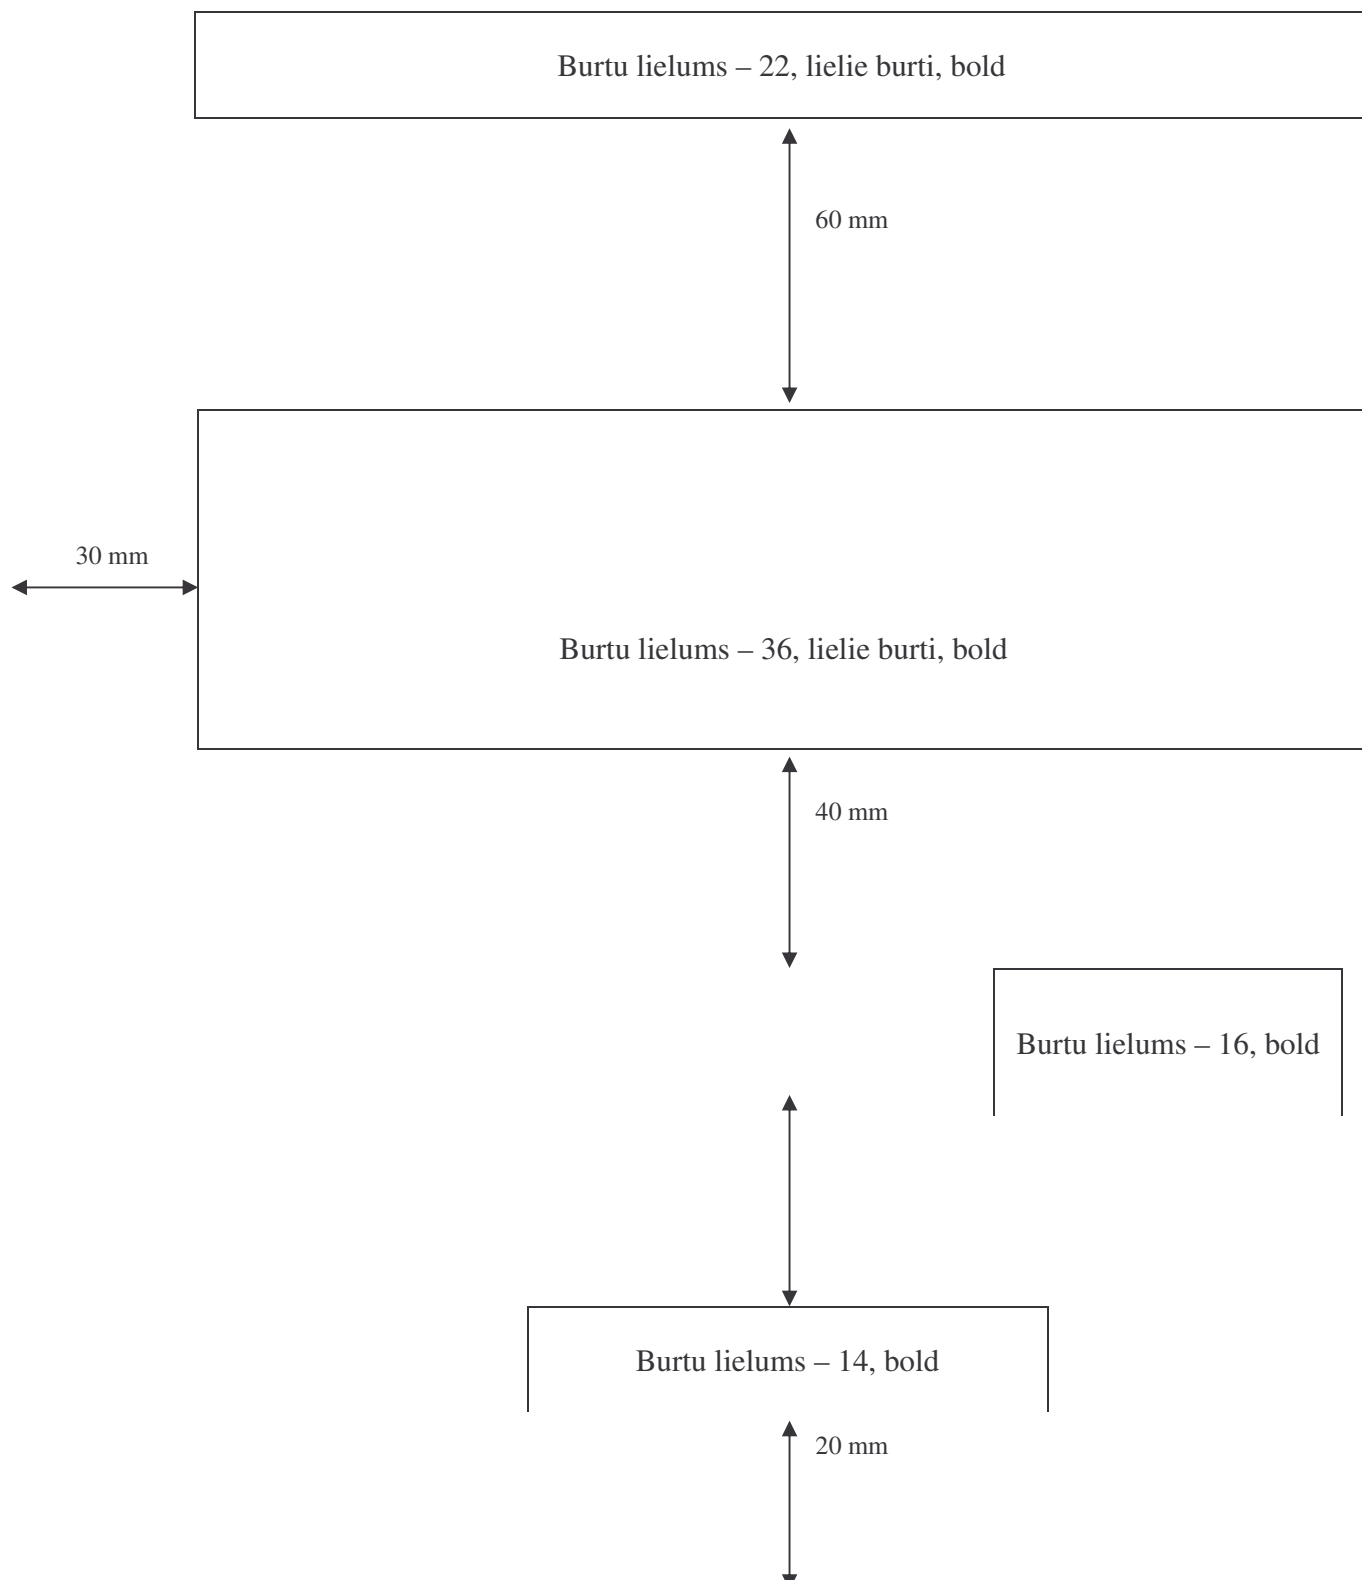 Burtu lielums – 22, lielie burti, bold
60 mm
30 mm
Burtu lielums – 36, lielie burti, bold
40 mm
Burtu lielums – 16, bold
Burtu lielums – 14, bold
20 mm